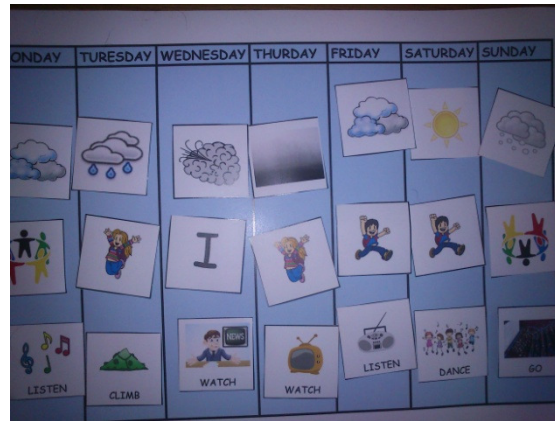 ONDAY TURESDAY WEDNESDAY THURDAY FRIDAY SATURDAY SUNDAY
I
NEWS
LISTEN CLIMB WATCH WATCH LISTEN DANCE GO